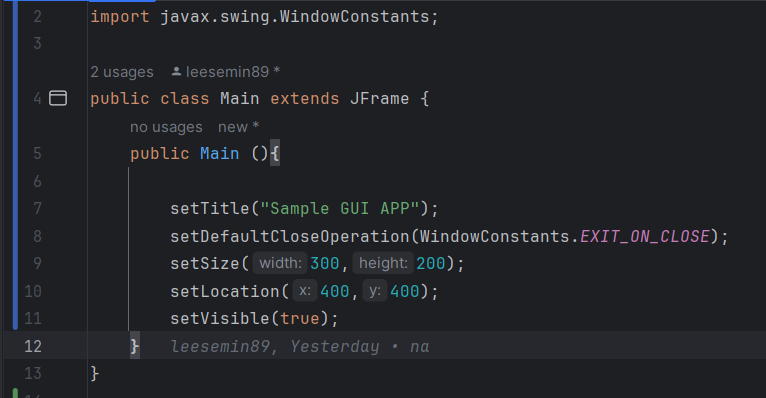 2 import javax.swing.WindowConstants;
3
2 usages leesemin89 *
4 public class Main extends JFrame {
no usages new *
5 public Main (){
6
7 setTitle("Sample GUI APP");
8 setDefaultCloseOperation(WindowConstants.EXIT_ON_CLOSE);
9 setSize( width: 300, height: 200);
10 setLocation( x: 400, y: 400);
11 setVisible(true);
12 } leesemin89, Yesterday • na
13 }